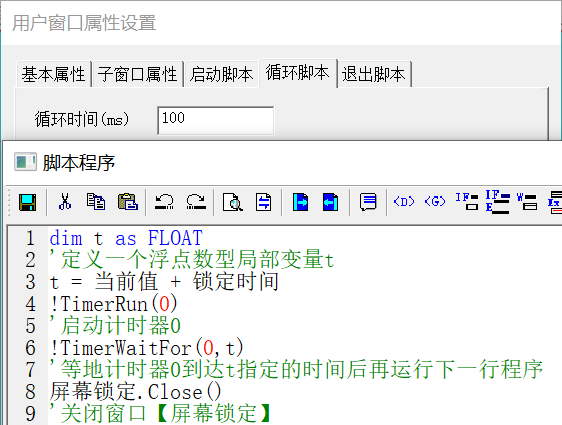 用户窗口属性设置
基本属性 子窗口属性 启动脚本 循环脚本 退出脚本
循环时间(ms) 100
脚本程序
<D> <G> IF IF E W
1 dim t as FLOAT
2 '定义一个浮点数型局部变量t
3 t = 当前值 + 锁定时间
4 !TimerRun(0)
5 '启动计时器0
6 !TimerWaitFor(0,t)
7 '等地计时器0到达t指定的时间后再运行下一行程序
8 屏幕锁定.Close()
9 '关闭窗口【屏幕锁定】